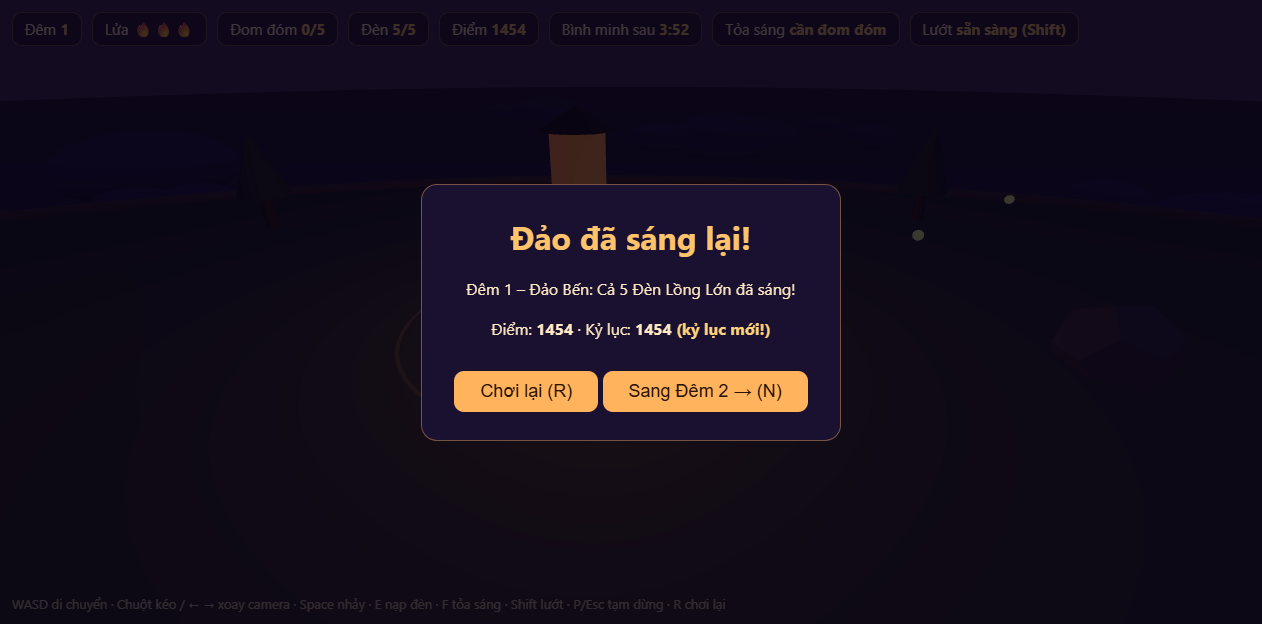 Đêm 1 Lửa 🔥🔥🔥 Đom đóm 0/5 Đèn 5/5 Điểm 1454 Bình minh sau 3:52 Tỏa sáng cần đom đóm Lướt sẵn sàng (Shift)
Đảo đã sáng lại!
Đêm 1 – Đảo Bến: Cả 5 Đèn Lồng Lớn đã sáng!
Điểm: 1454 · Kỷ lục: 1454 (kỷ lục mới!)
Chơi lại (R) Sang Đêm 2 → (N)
WASD di chuyển · Chuột kéo / ← → xoay camera · Space nhảy · E nạp đèn · F tỏa sáng · Shift lướt · P/Esc tạm dừng · R chơi lại